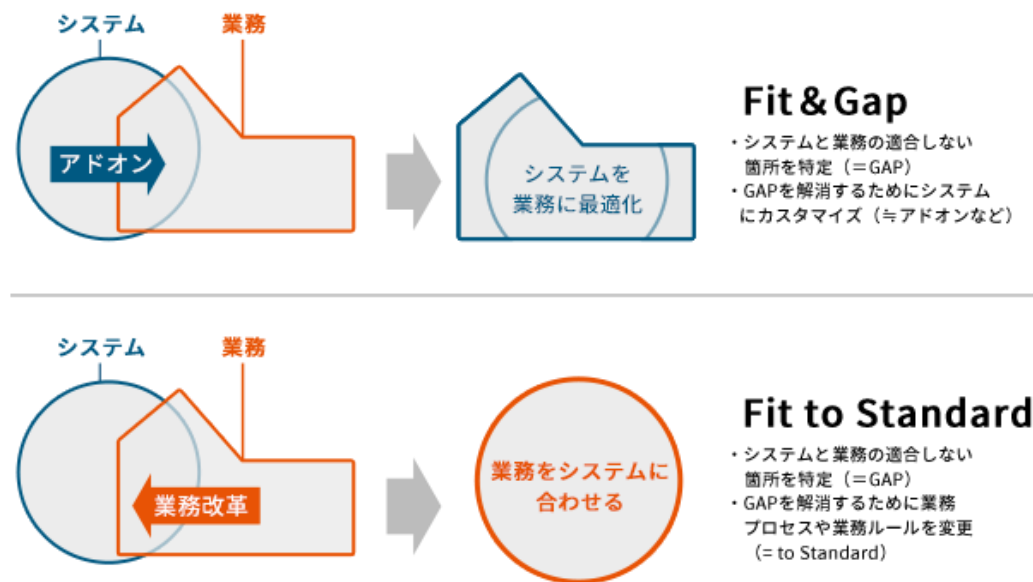 システム
業務
アドオン
システムを
業務に最適化
Fit & Gap
・システムと業務の適合しない
箇所を特定（＝GAP）
・GAPを解消するためにシステム
にカスタマイズ（≒アドオンなど）
システム
業務
業務改革
業務をシステムに
合わせる
Fit to Standard
・システムと業務の適合しない
箇所を特定（＝GAP）
・GAPを解消するために業務
プロセスや業務ルールを変更
（= to Standard）